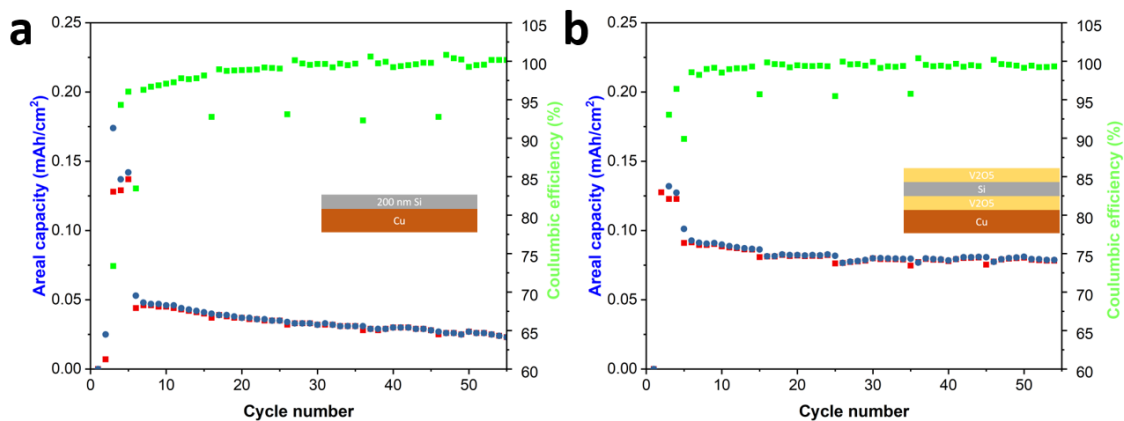 a
Areal capacity (mAh/cm²)
0.25
0.20
0.15
0.10
0.05
0.00
0 10 20 30 40 50
Cycle number
105
100
95
90
85
80
75
70
65
60
Coulumbic efficiency (%)
200 nm Si
Cu
b
Areal capacity (mAh/cm²)
0.25
0.20
0.15
0.10
0.05
0.00
0 10 20 30 40 50
Cycle number
105
100
95
90
85
80
75
70
65
60
Coulumbic efficiency (%)
V2O5
Si
V2O5
Cu